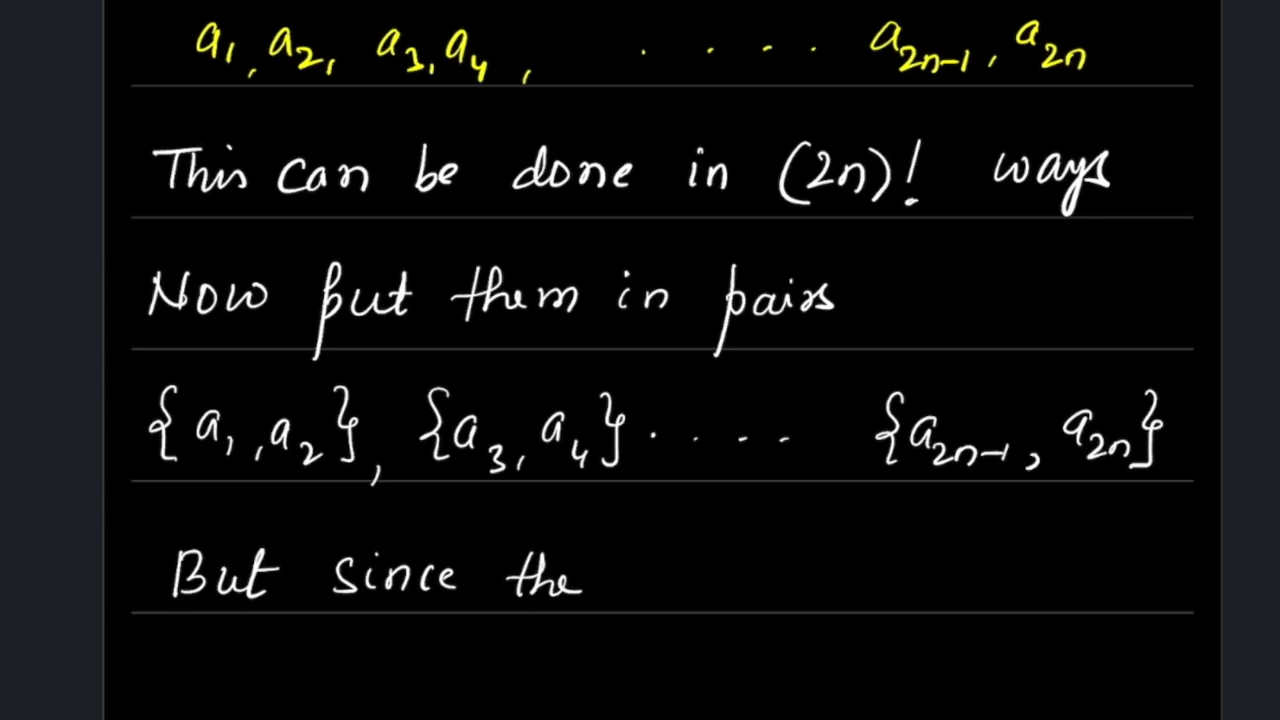 a₁, a₂, a₃, a₄, . . . . . a₂ₙ₋₁, a₂ₙ
This can be done in (2n)! ways
Now put them in pairs
{a₁, a₂}, {a₃, a₄} . . . . . {a₂ₙ₋₁, a₂ₙ}
But since the